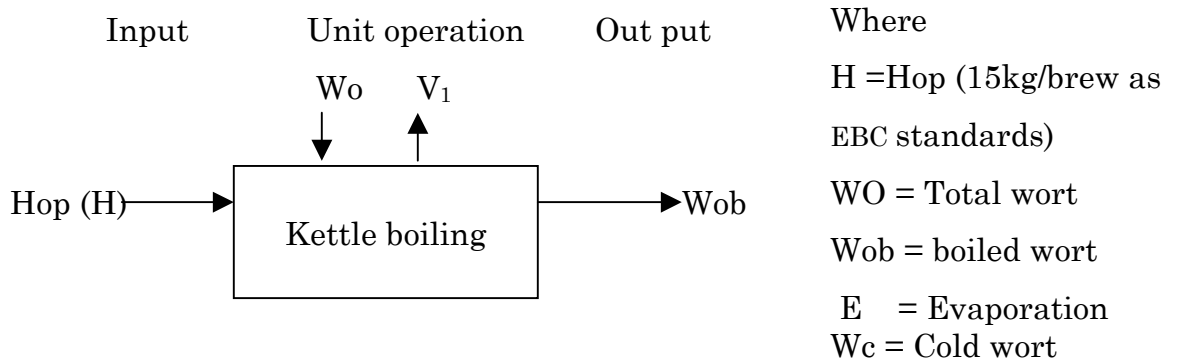 Input Unit operation Out put
Wo V₁
Hop (H)
Kettle boiling
Wob
Where
H =Hop (15kg/brew as
EBC standards)
WO = Total wort
Wob = boiled wort
E = Evaporation
Wc = Cold wort